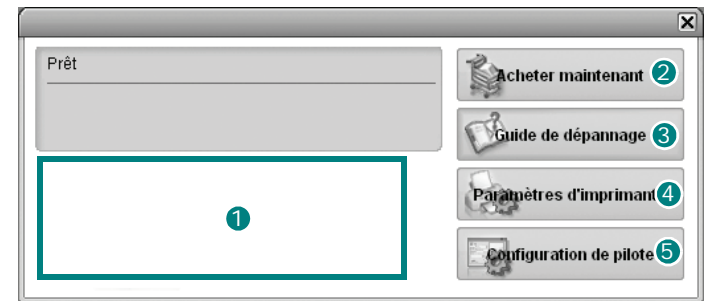 Prêt
1
Acheter maintenant 2
Guide de dépannage 3
Paramètres d'imprimant 4
Configuration de pilote 5